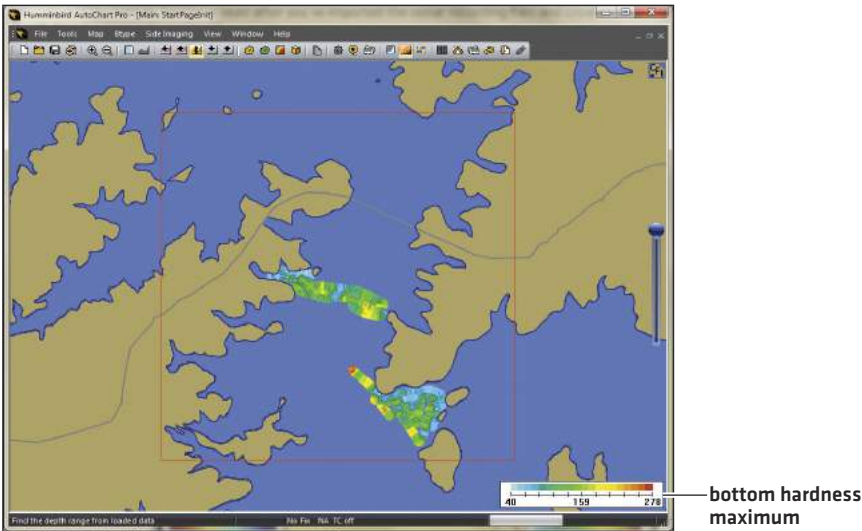 Humminbird AutoChart Pro - [Main: StartPageInit]
File Tools Map Btype Side Imaging View Window Help
40 159 278
bottom hardness
maximum
Find the depth range from loaded data No Fix NA TC off